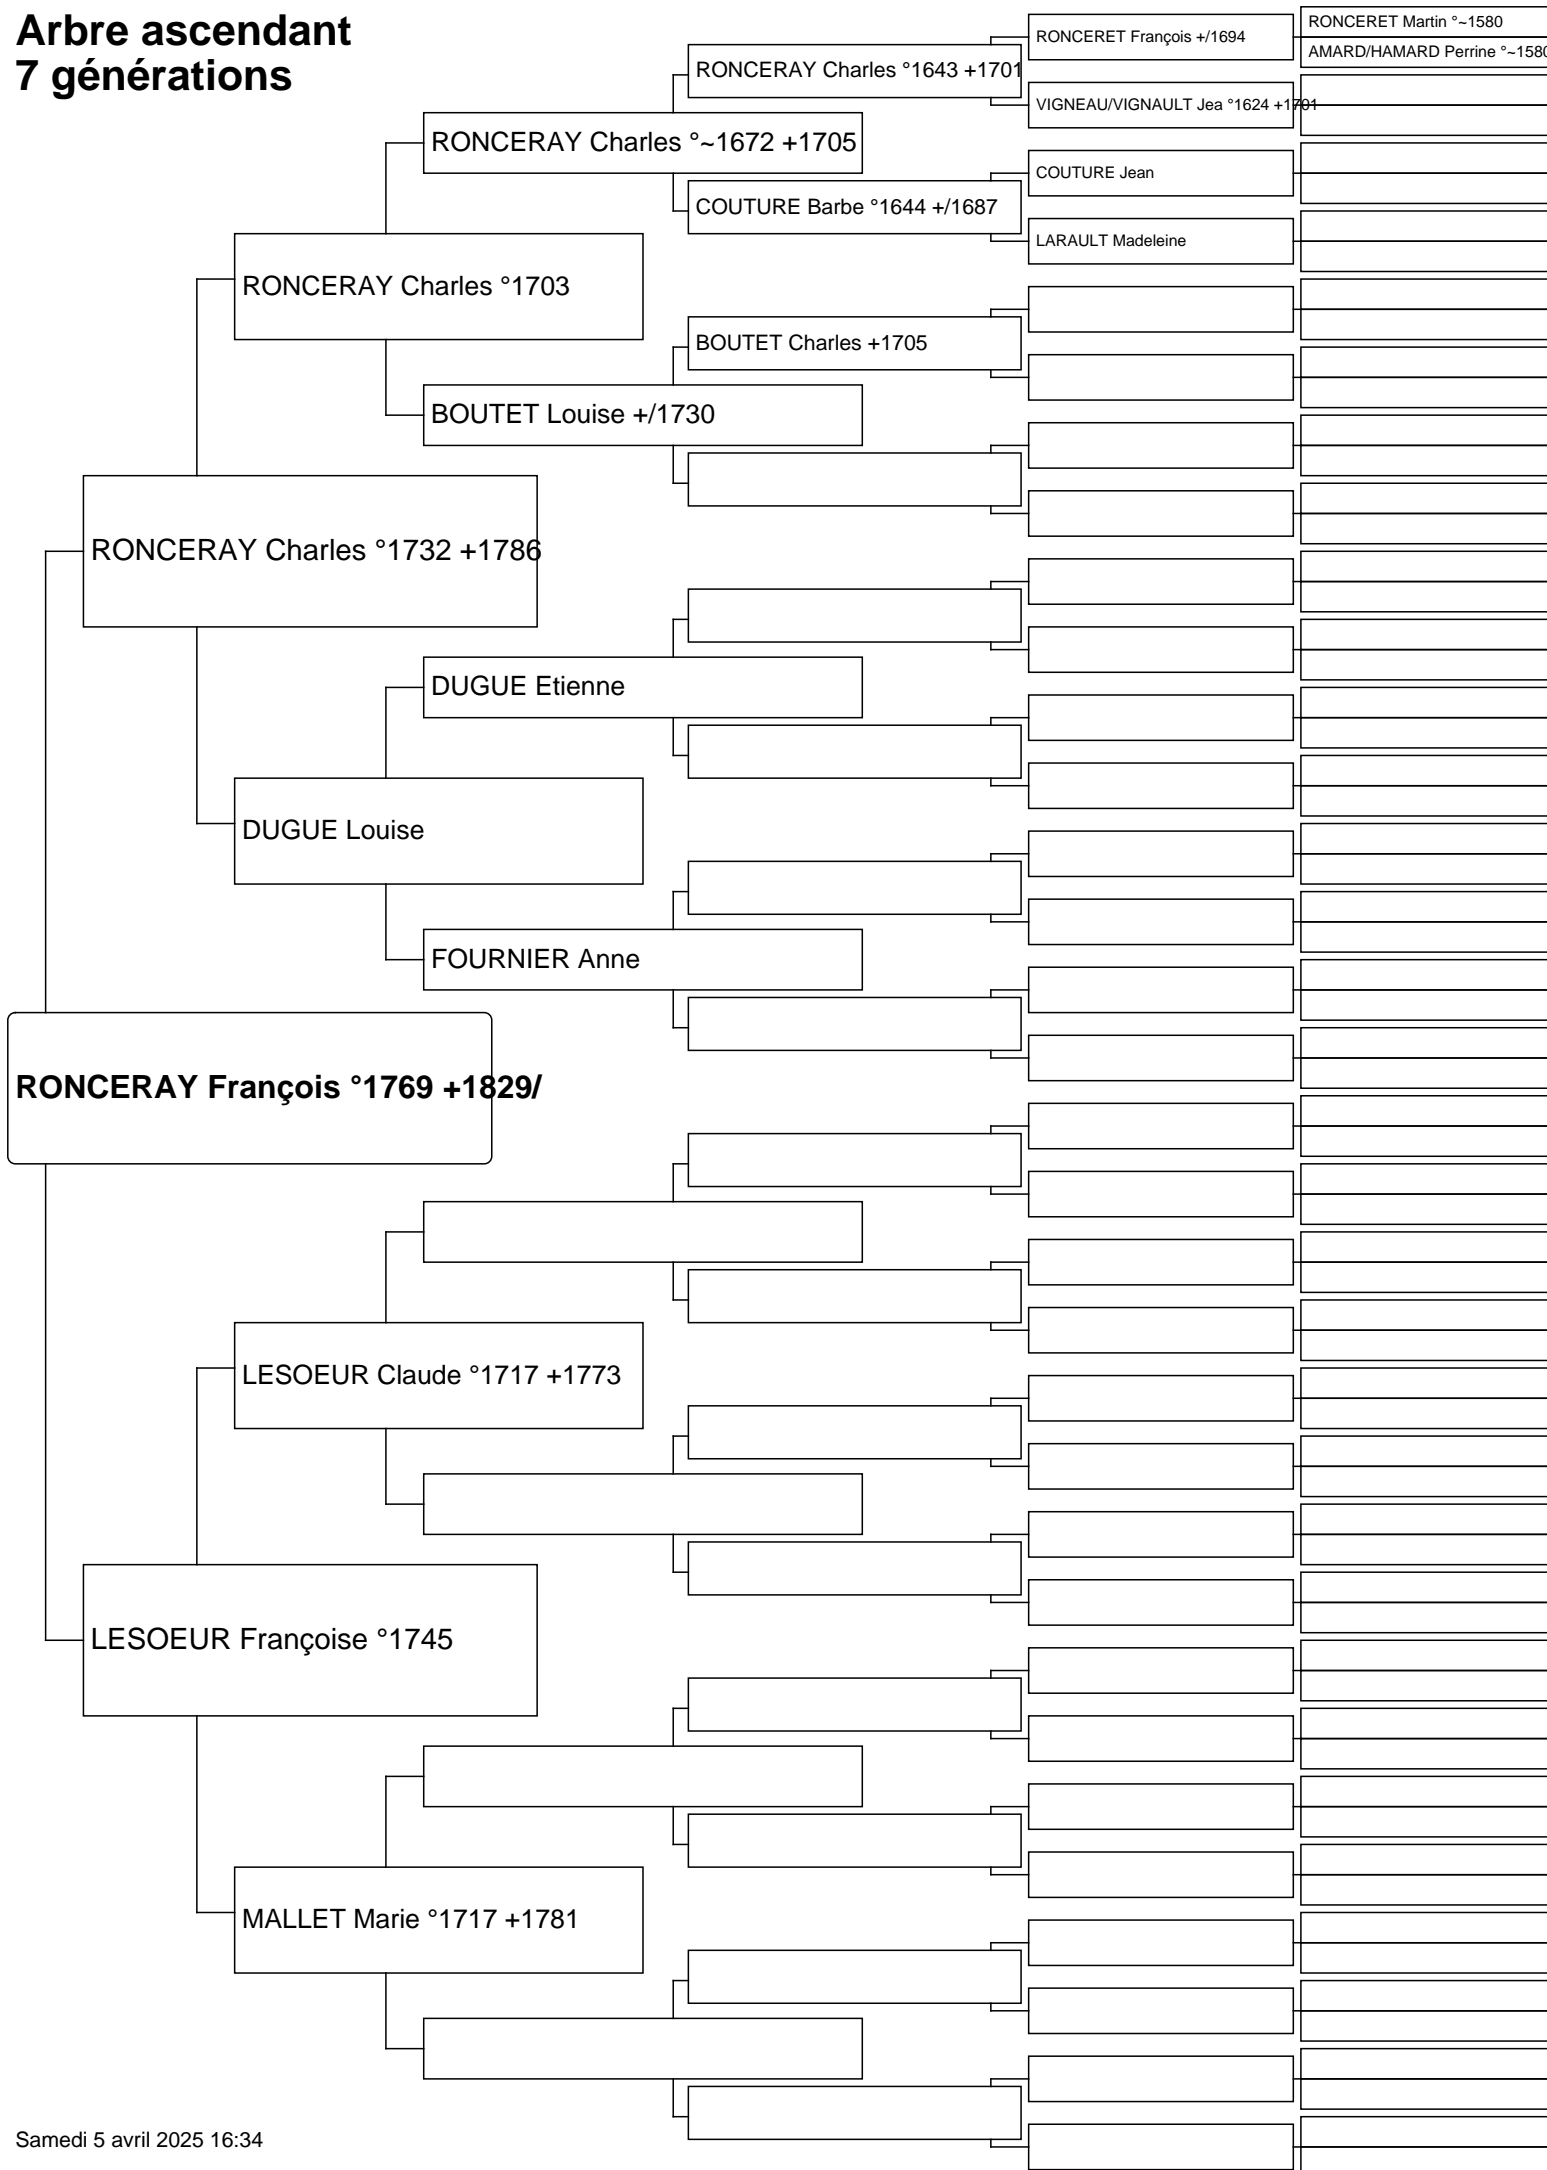 Arbre ascendant
7 générations
RONCERET Martin °~1580
RONCERET François +/1694
AMARD/HAMARD Perrine °~1580
RONCERAY Charles °1643 +1701
VIGNEAU/VIGNAULT Jea °1624 +1701
RONCERAY Charles °~1672 +1705
COUTURE Jean
COUTURE Barbe °1644 +/1687
LARAULT Madeleine
RONCERAY Charles °1703
BOUTET Charles +1705
BOUTET Louise +/1730
RONCERAY Charles °1732 +1786
DUGUE Etienne
DUGUE Louise
FOURNIER Anne
RONCERAY François °1769 +1829/
LESOEUR Claude °1717 +1773
LESOEUR Françoise °1745
MALLET Marie °1717 +1781
Samedi 5 avril 2025 16:34